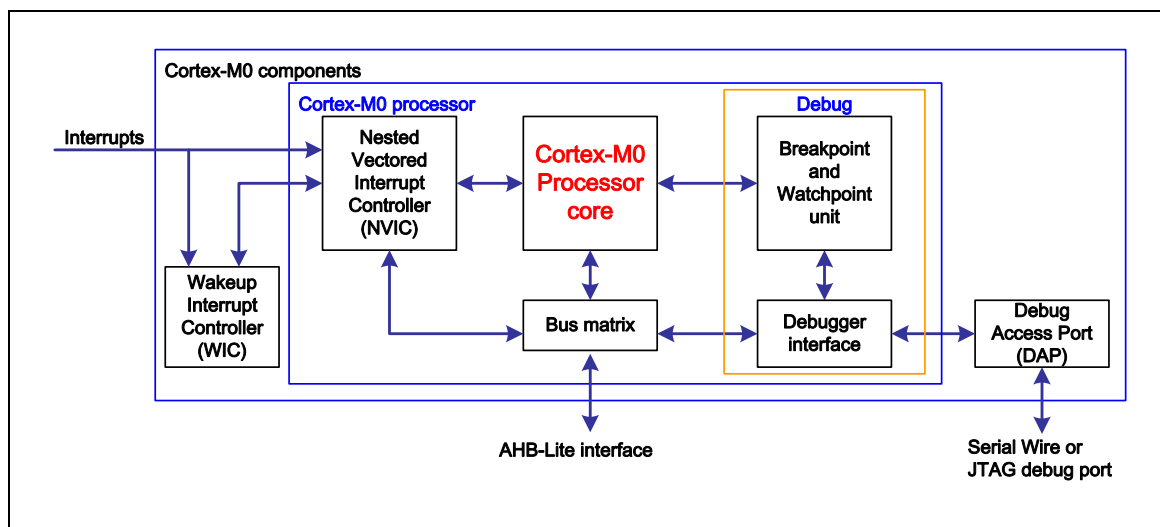 Cortex-M0 components
Cortex-M0 processor
Debug
Interrupts
Nested
Vectored
Interrupt
Controller
(NVIC)
Cortex-M0
Processor
core
Breakpoint
and
Watchpoint
unit
Wakeup
Interrupt
Controller
(WIC)
Bus matrix
Debugger
interface
Debug
Access Port
(DAP)
AHB-Lite interface
Serial Wire or
JTAG debug port